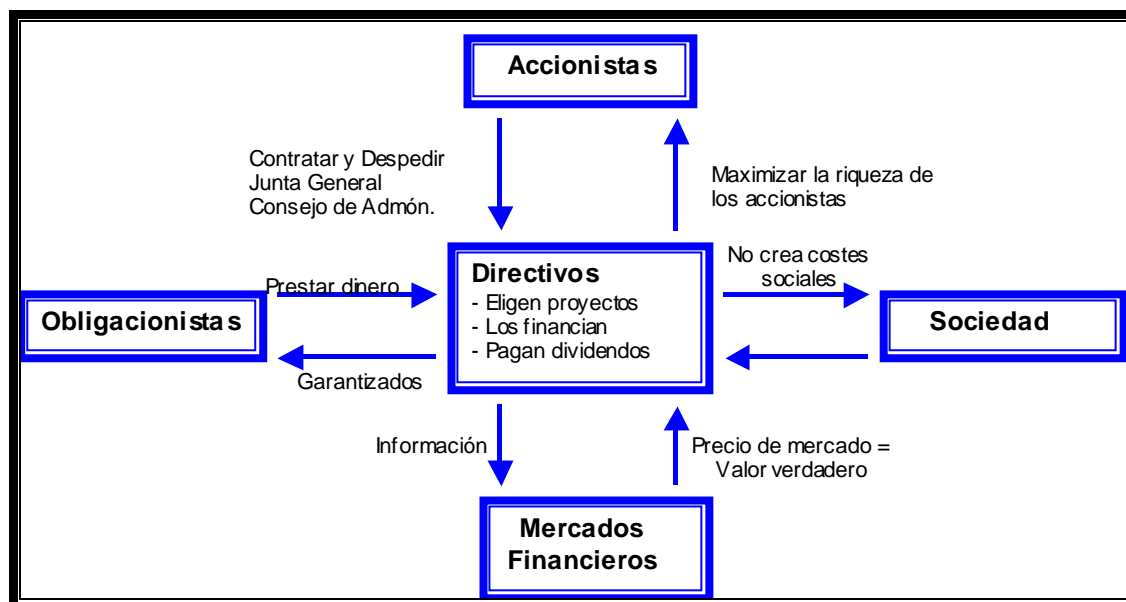 Accionistas
Contratar y Despedir
Junta General
Consejo de Admón.
Maximizar la riqueza de
los accionistas
Prestar dinero
Directivos
- Eligen proyectos
- Los financian
- Pagan dividendos
No crea costes
sociales
Obligacionistas
Sociedad
Garantizados
Información
Precio de mercado =
Valor verdadero
Mercados
Financieros